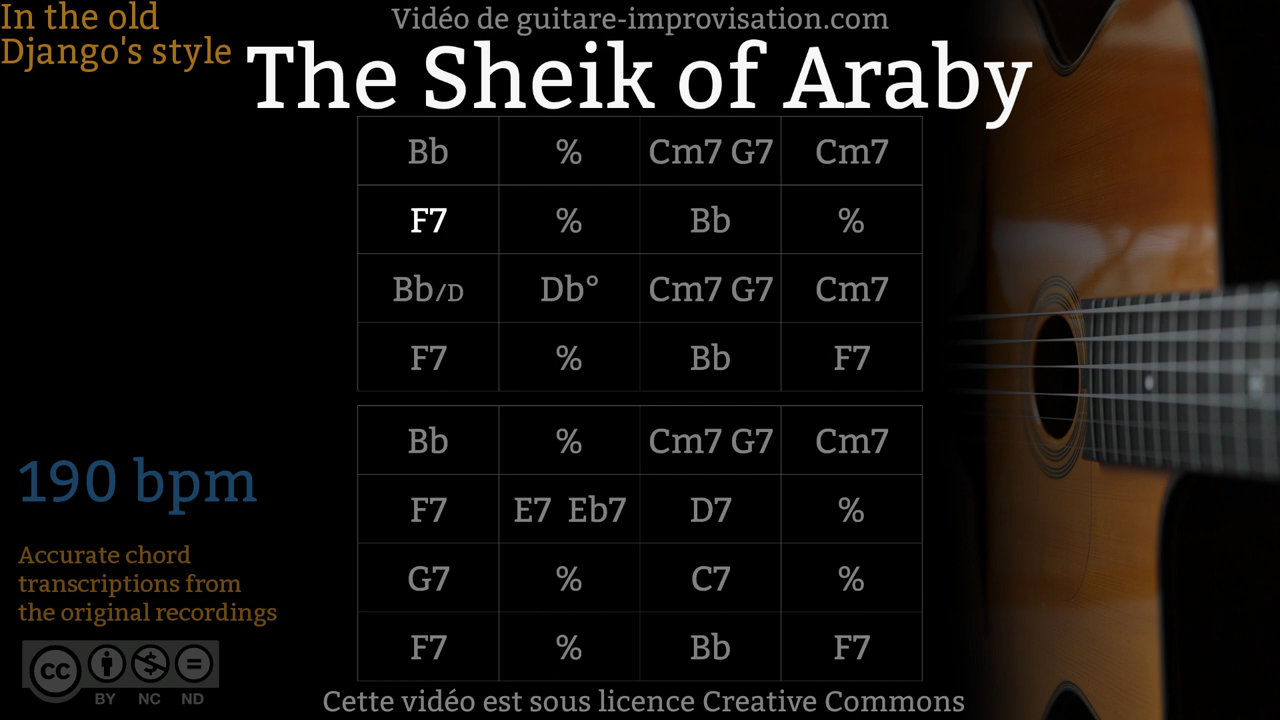 In the old
Django's style
Vidéo de guitare-improvisation.com
The Sheik of Araby
Bb % Cm7 G7 Cm7
F7 % Bb %
Bb/D Db° Cm7 G7 Cm7
F7 % Bb F7
Bb % Cm7 G7 Cm7
F7 E7 Eb7 D7 %
G7 % C7 %
F7 % Bb F7
190 bpm
Accurate chord
transcriptions from
the original recordings
cc
BY NC ND
Cette vidéo est sous licence Creative Commons